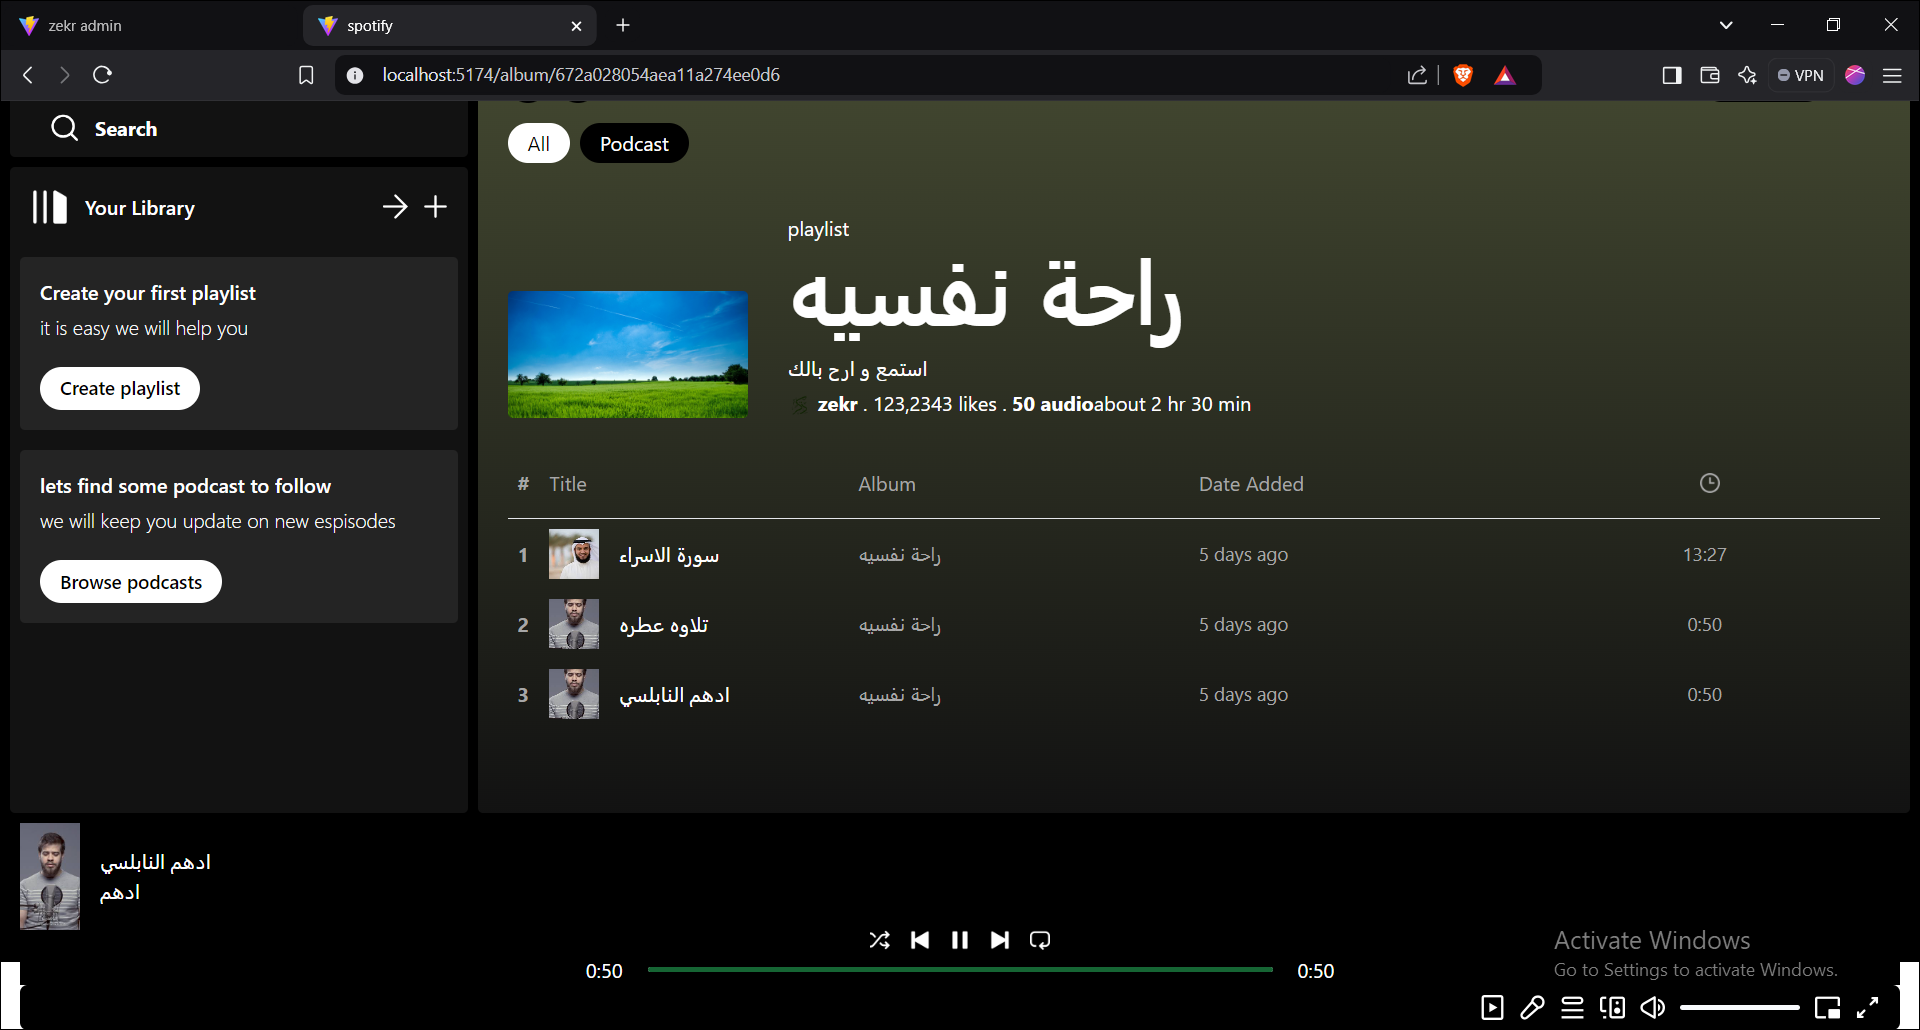 zekr admin
spotify
localhost:5174/album/672a028054aea11a274ee0d6
VPN
Search
Your Library
Create your first playlist
it is easy we will help you
Create playlist
lets find some podcast to follow
we will keep you update on new espisodes
Browse podcasts
All
Podcast
playlist
راحة نفسيه
استمع و ارح بالك
zekr . 123,2343 likes . 50 audioabout 2 hr 30 min
# Title Album Date Added
1 سورة الاسراء راحة نفسيه 5 days ago 13:27
2 تلاوه عطره راحة نفسيه 5 days ago 0:50
3 ادهم النابلسي راحة نفسيه 5 days ago 0:50
ادهم النابلسي
ادهم
0:50
0:50
Activate Windows
Go to Settings to activate Windows.